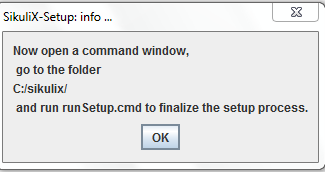 SikuliX-Setup: info ...
Now open a command window,
go to the folder
C:/sikulix/
and run runSetup.cmd to finalize the setup process.
OK